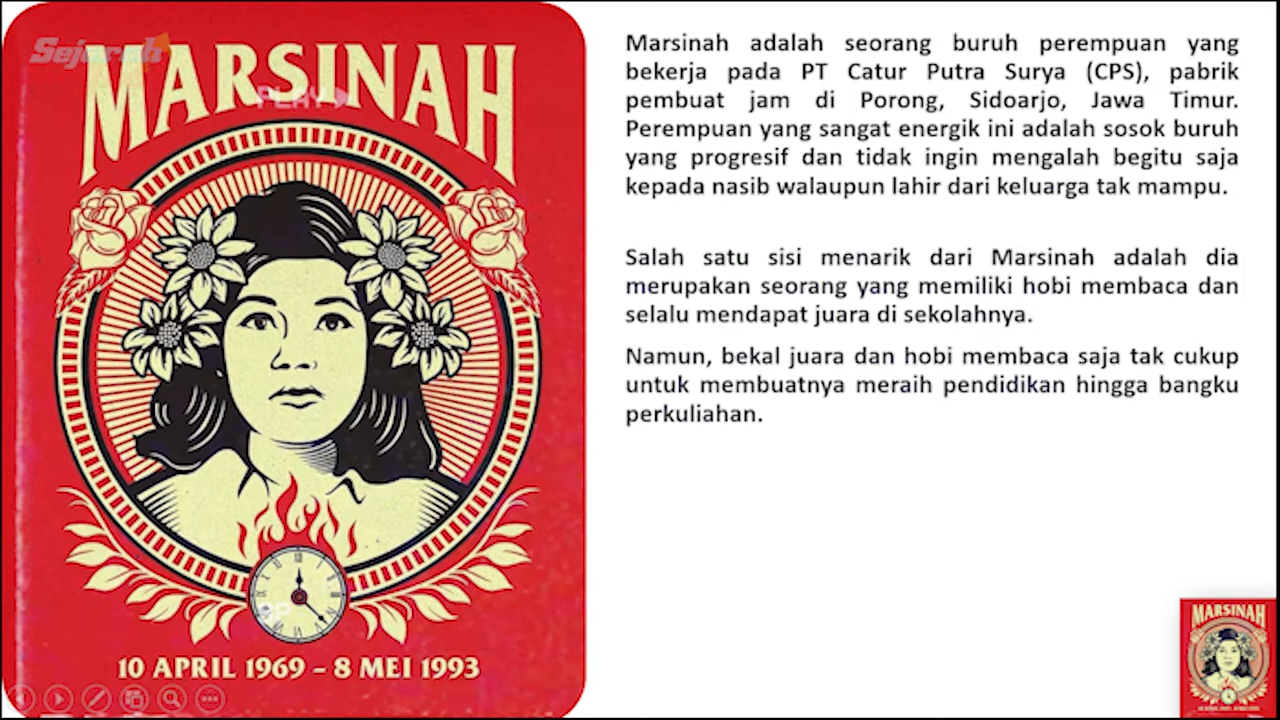 Sejarah
MARSINAH
PLAY
10 APRIL 1969 – 8 MEI 1993
Marsinah adalah seorang buruh perempuan yang
bekerja pada PT Catur Putra Surya (CPS), pabrik
pembuat jam di Porong, Sidoarjo, Jawa Timur.
Perempuan yang sangat energik ini adalah sosok buruh
yang progresif dan tidak ingin mengalah begitu saja
kepada nasib walaupun lahir dari keluarga tak mampu.
Salah satu sisi menarik dari Marsinah adalah dia
merupakan seorang yang memiliki hobi membaca dan
selalu mendapat juara di sekolahnya.
Namun, bekal juara dan hobi membaca saja tak cukup
untuk membuatnya meraih pendidikan hingga bangku
perkuliahan.
MARSINAH